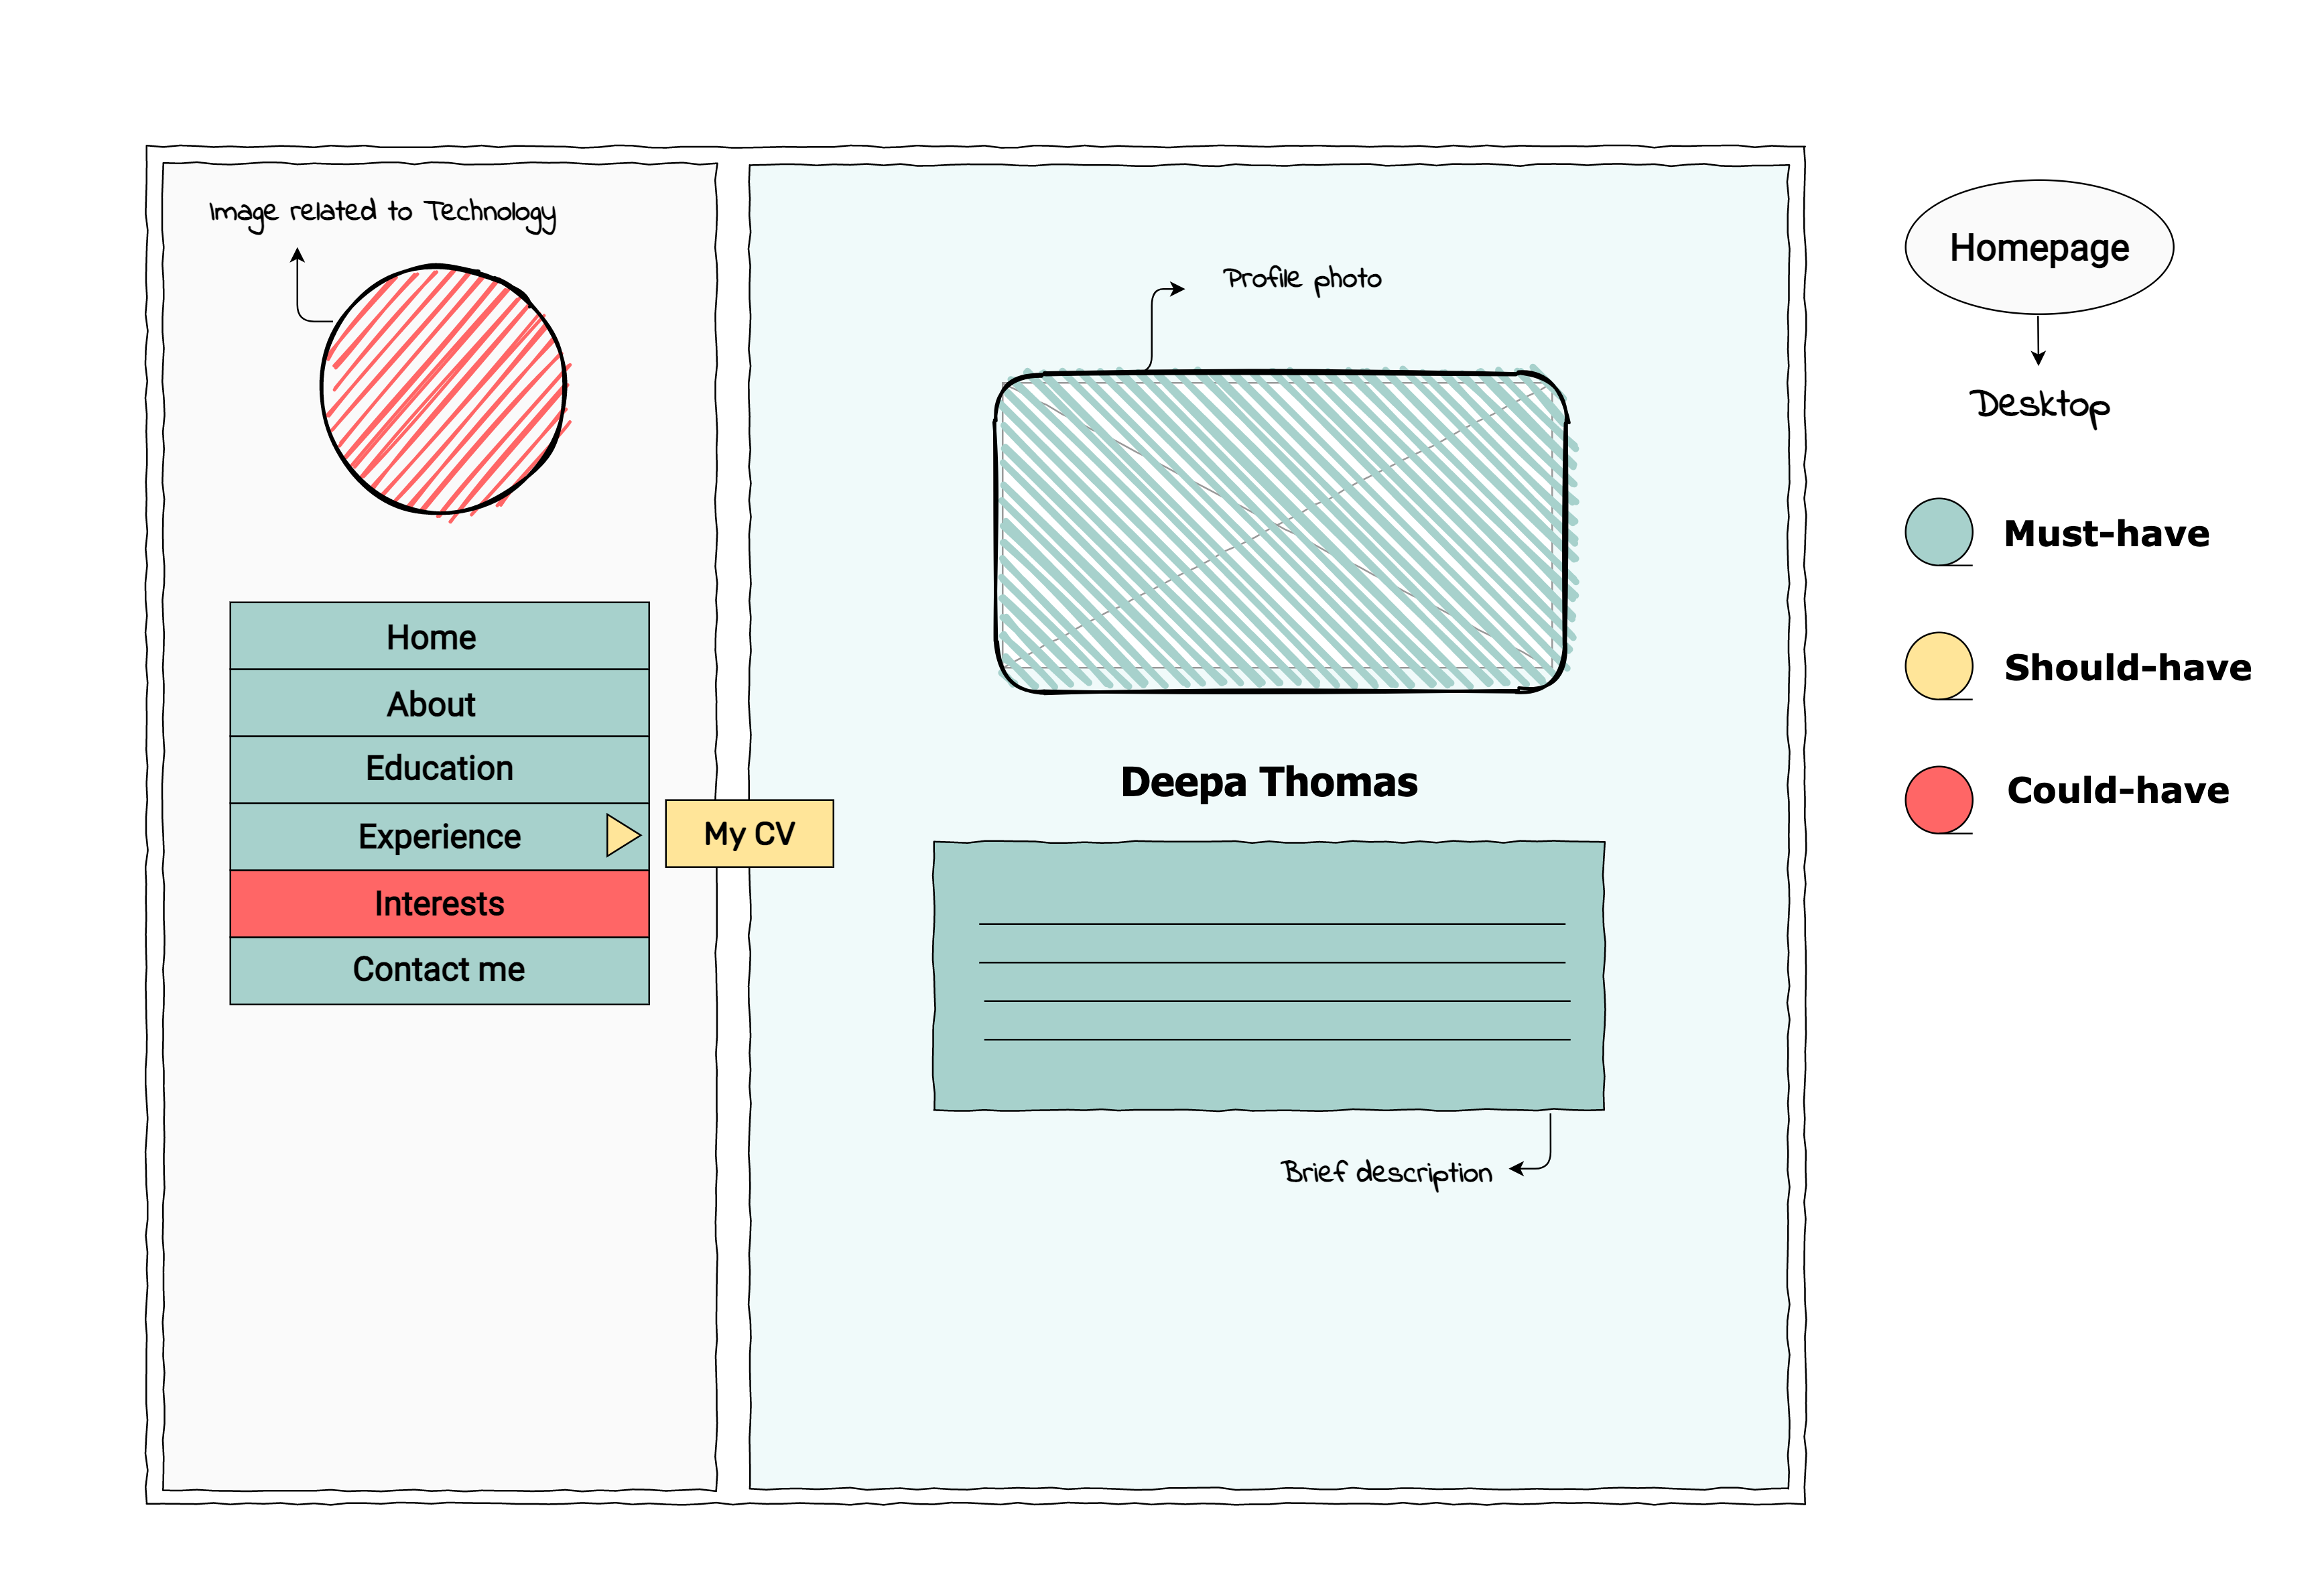 Image related to Technology
Home
About
Education
Experience
My CV
Interests
Contact me
Profile photo
Deepa Thomas
Brief description
Homepage
Desktop
Must-have
Should-have
Could-have